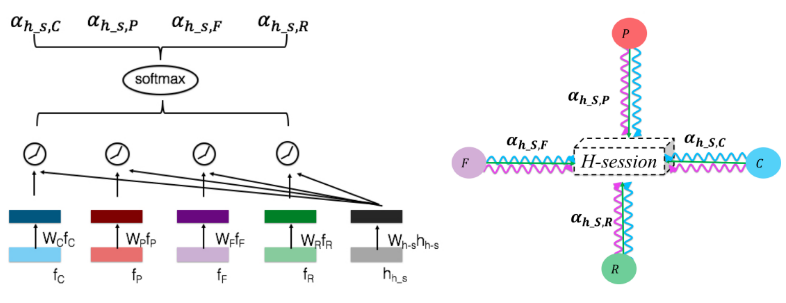 α_{h_s,C} α_{h_s,P} α_{h_s,F} α_{h_s,R}
softmax
W_C f_C W_P f_P W_F f_F W_R f_R W_{h-s} h_{h-s}
f_C f_P f_F f_R h_{h_s}
P
α_{h_S,P}
α_{h_S,F} α_{h_S,C}
F H-session C
α_{h_S,R}
R